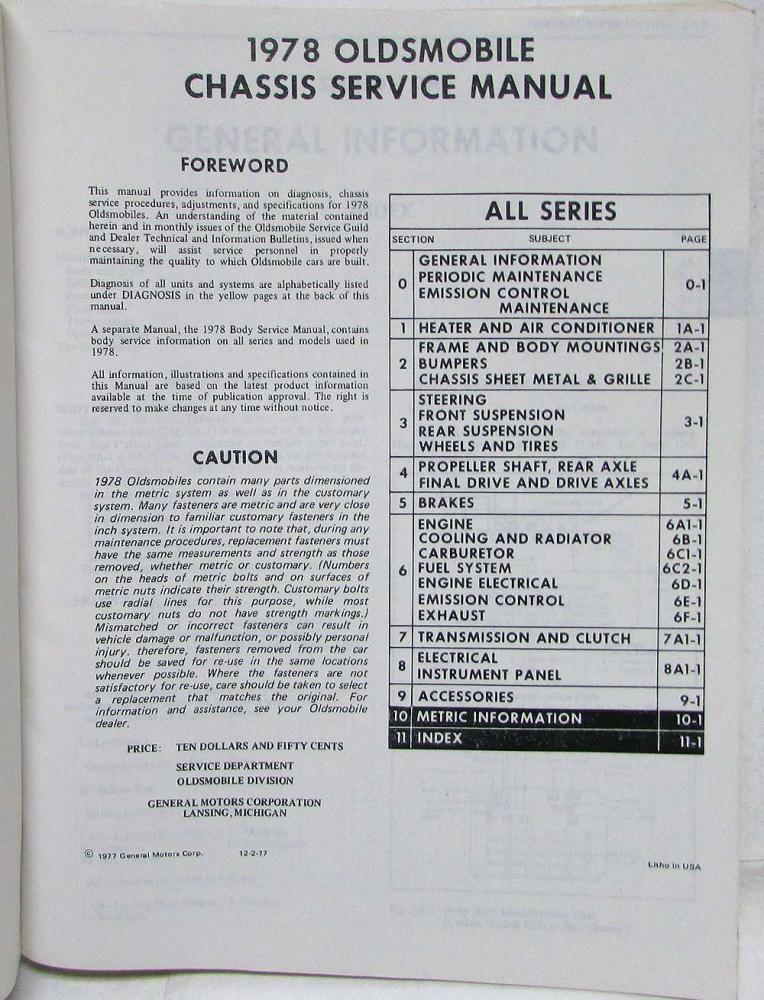 1978 OLDSMOBILE
CHASSIS SERVICE MANUAL
FOREWORD
This manual provides information on diagnosis, chassis
service procedures, adjustments, and specifications for 1978
Oldsmobiles. An understanding of the material contained
herein and in monthly issues of the Oldsmobile Service Guild
and Dealer Technical and Information Bulletins, issued when
necessary, will assist service personnel in properly
maintaining the quality to which Oldsmobile cars are built.
Diagnosis of all units and systems are alphabetically listed
under DIAGNOSIS in the yellow pages at the back of this
manual.
A separate Manual, the 1978 Body Service Manual, contains
body service information on all series and models used in
1978.
All information, illustrations and specifications contained in
this Manual are based on the latest product information
available at the time of publication approval. The right is
reserved to make changes at any time without notice.
CAUTION
1978 Oldsmobiles contain many parts dimensioned
in the metric system as well as in the customary
system. Many fasteners are metric and are very close
in dimension to familiar customary fasteners in the
inch system. It is important to note that, during any
maintenance procedures, replacement fasteners must
have the same measurements and strength as those
removed, whether metric or customary. (Numbers
on the heads of metric bolts and on surfaces of
metric nuts indicate their strength. Customary bolts
use radial lines for this purpose, while most
customary nuts do not have strength markings.)
Mismatched or incorrect fasteners can result in
vehicle damage or malfunction, or possibly personal
injury. therefore, fasteners removed from the car
should be saved for re-use in the same locations
whenever possible. Where the fasteners are not
satisfactory for re-use, care should be taken to select
a replacement that matches the original. For
information and assistance, see your Oldsmobile
dealer.
PRICE: TEN DOLLARS AND FIFTY CENTS
SERVICE DEPARTMENT
OLDSMOBILE DIVISION
GENERAL MOTORS CORPORATION
LANSING, MICHIGAN
© 1977 General Motors Corp. 12-2-77
ALL SERIES
SECTION SUBJECT PAGE
0 GENERAL INFORMATION
PERIODIC MAINTENANCE 0-1
EMISSION CONTROL
MAINTENANCE
1 HEATER AND AIR CONDITIONER 1A-1
FRAME AND BODY MOUNTINGS 2A-1
2 BUMPERS 2B-1
CHASSIS SHEET METAL & GRILLE 2C-1
STEERING
3 FRONT SUSPENSION 3-1
REAR SUSPENSION
WHEELS AND TIRES
4 PROPELLER SHAFT, REAR AXLE 4A-1
FINAL DRIVE AND DRIVE AXLES
5 BRAKES 5-1
ENGINE 6A1-1
COOLING AND RADIATOR 6B-1
CARBURETOR 6C1-1
6 FUEL SYSTEM 6C2-1
ENGINE ELECTRICAL 6D-1
EMISSION CONTROL 6E-1
EXHAUST 6F-1
7 TRANSMISSION AND CLUTCH 7A1-1
8 ELECTRICAL 8A1-1
INSTRUMENT PANEL
9 ACCESSORIES 9-1
10 METRIC INFORMATION 10-1
11 INDEX 11-1
Litho in USA
GENERAL INFORMATION